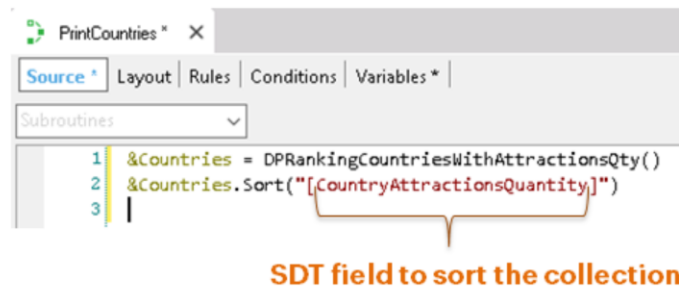 PrintCountries * X
Source * Layout Rules Conditions Variables *
Subroutines
1 &Countries = DPRankingCountriesWithAttractionsQty()
2 &Countries.Sort("[CountryAttractionsQuantity]")
3
SDT field to sort the collection